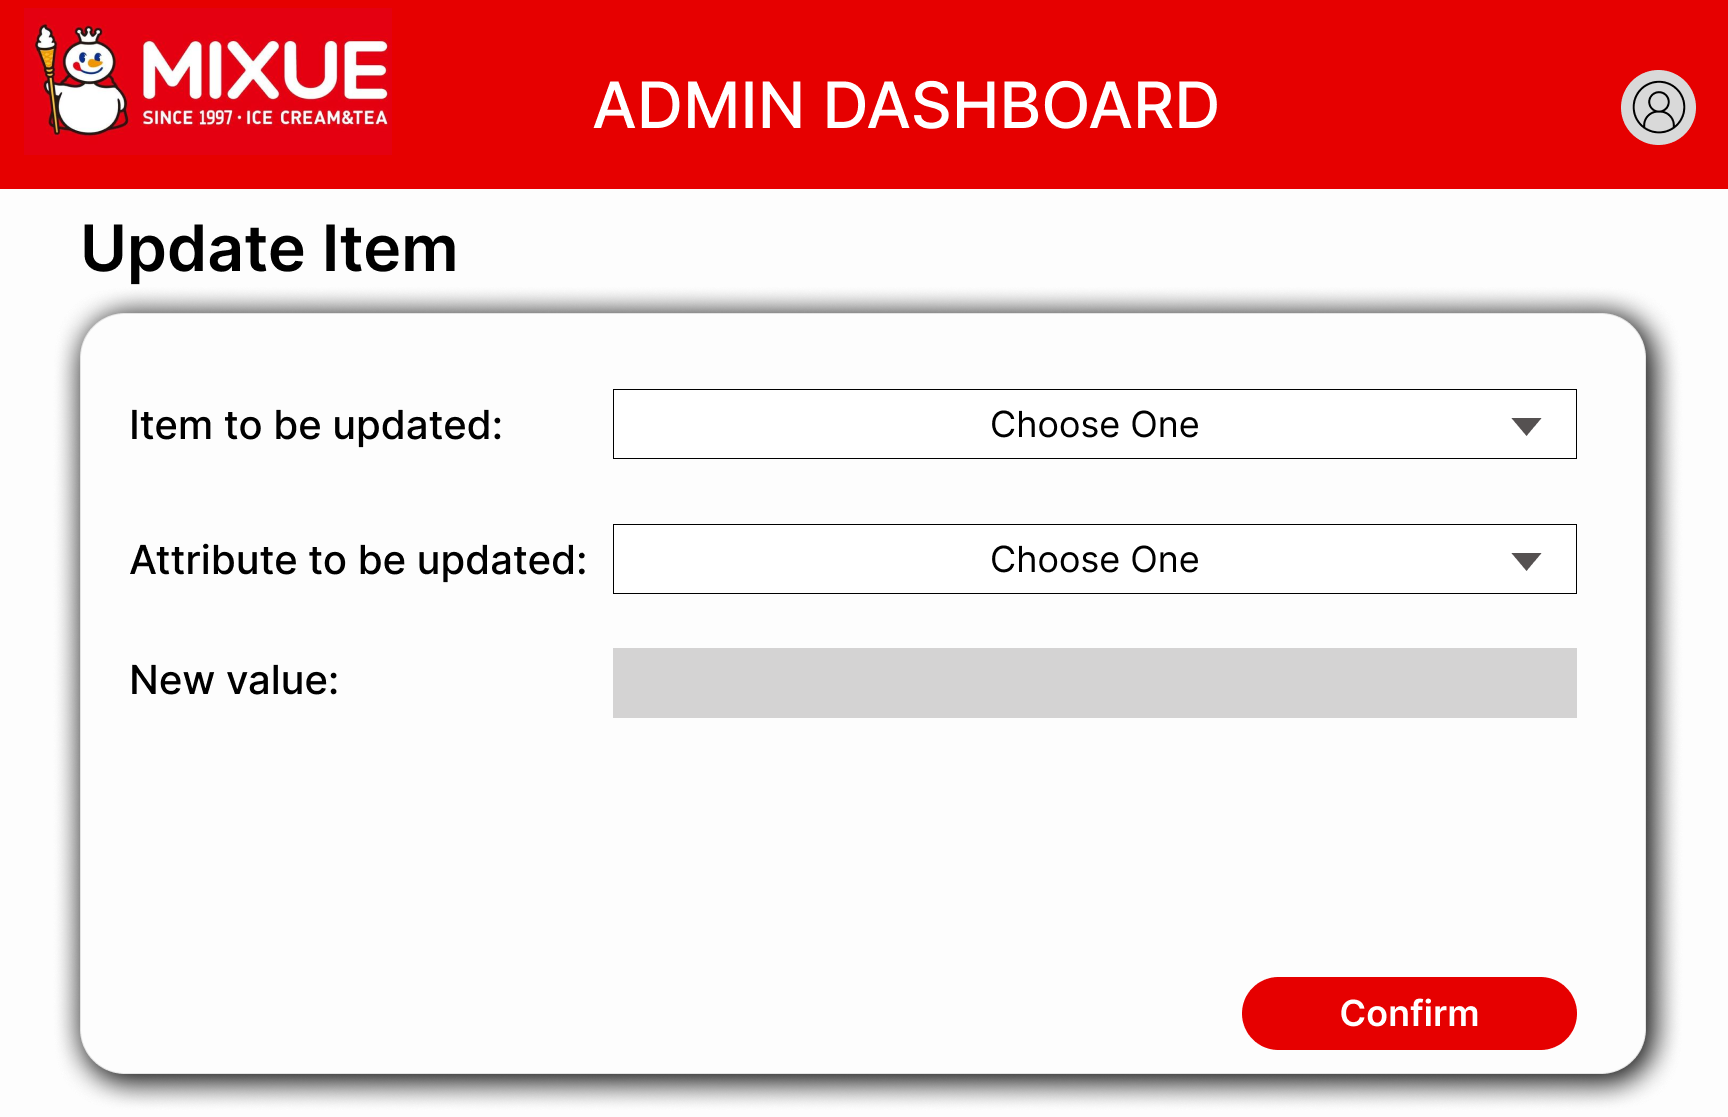 MIXUE
SINCE 1997 · ICE CREAM&TEA
ADMIN DASHBOARD
Update Item
Item to be updated:
Choose One
Attribute to be updated:
Choose One
New value:
Confirm